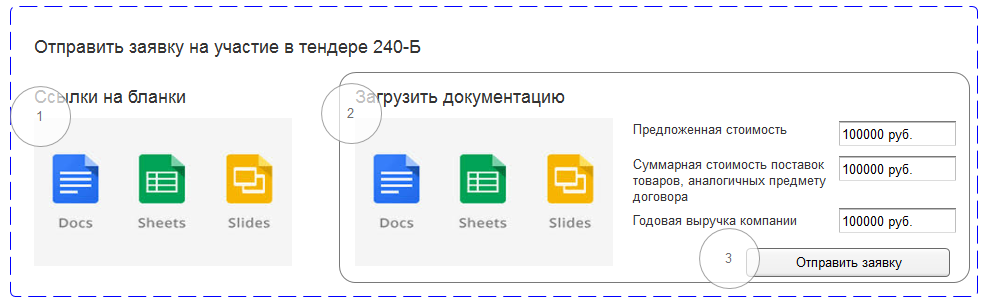 Отправить заявку на участие в тендере 240-Б
Ссылки на бланки
1
Docs
Sheets
Slides
Загрузить документацию
2
Docs
Sheets
Slides
Предложенная стоимость
100000 руб.
Суммарная стоимость поставок
товаров, аналогичных предмету
договора
100000 руб.
Годовая выручка компании
100000 руб.
3
Отправить заявку